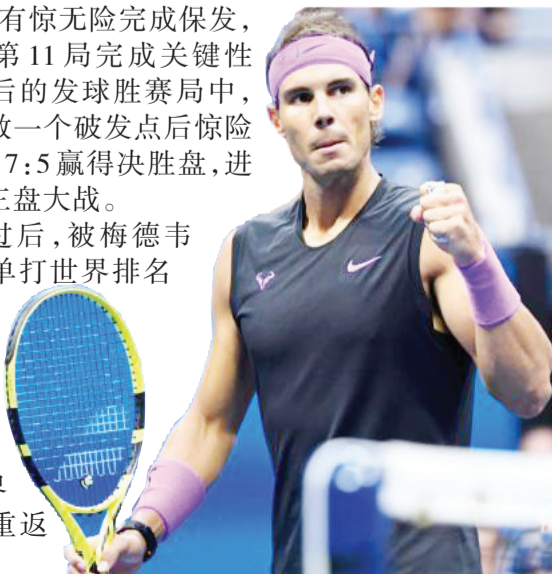 有惊无险完成保发，
第11局完成关键性
后的发球胜赛局中，
一个破发点后惊险
7:5赢得决胜盘，进
盘大战。
过后，被梅德韦
单打世界排名
重返